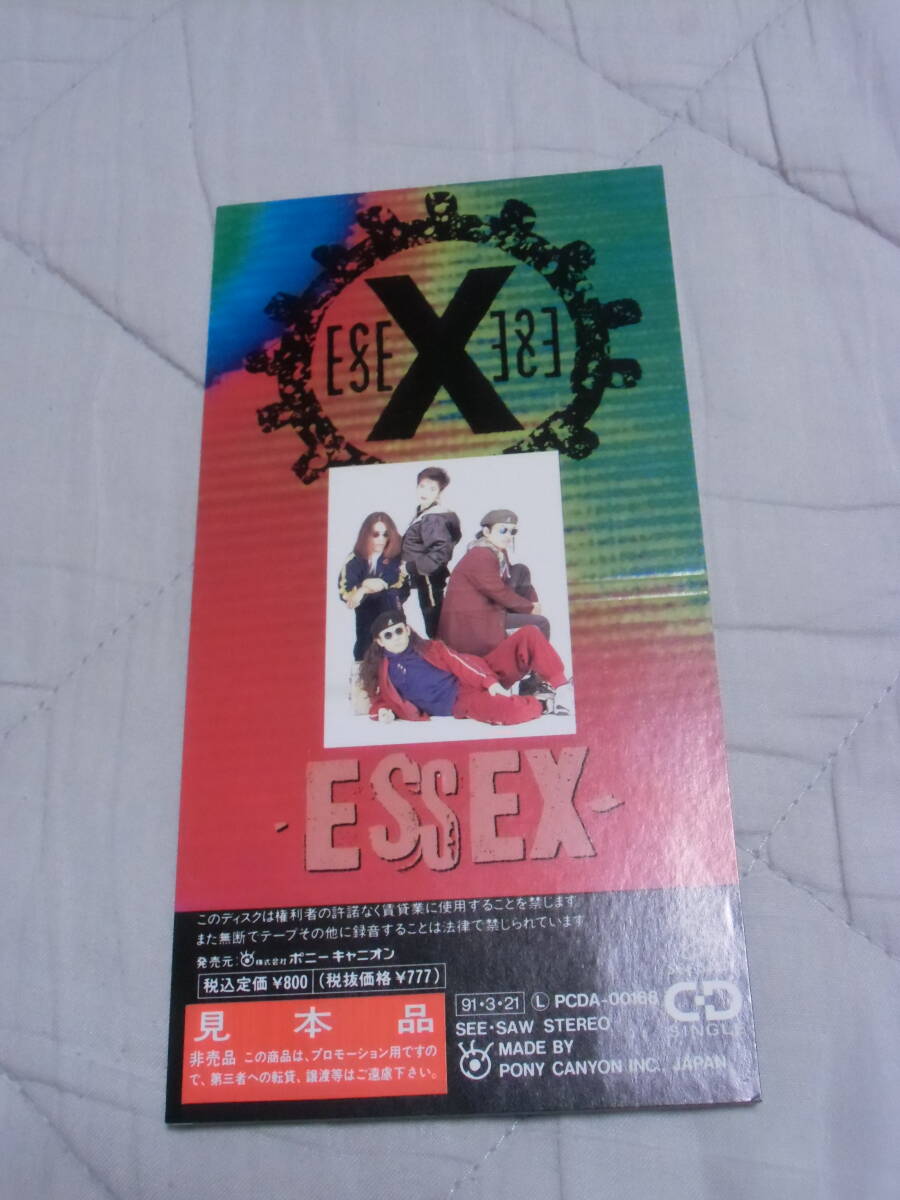 X
ESSEX
このディスクは権利者の許諾なく賃貸業に使用することを禁じます
また無断でテープその他に録音することは法律で禁じられています
発売元:株式会社 ポニーキャニオン
税込定価¥800 (税抜価格¥777)
見本品
非売品 この商品は、プロモーション用ですの
で、第三者への転貸、譲渡等はご遠慮下さい。
91・3・21 Ⓛ PCDA-00168
SEE・SAW STEREO
MADE BY
PONY CANYON INC., JAPAN
CD
SINGLE